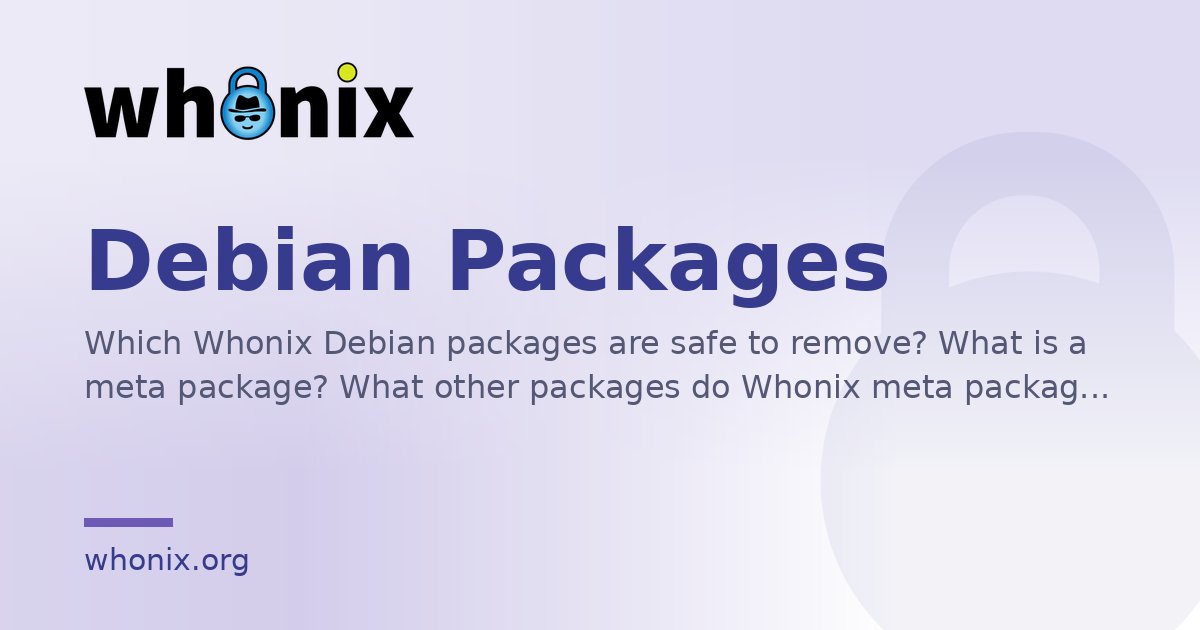 whonix
Debian Packages
Which Whonix Debian packages are safe to remove? What is a
meta package? What other packages do Whonix meta packag...
whonix.org